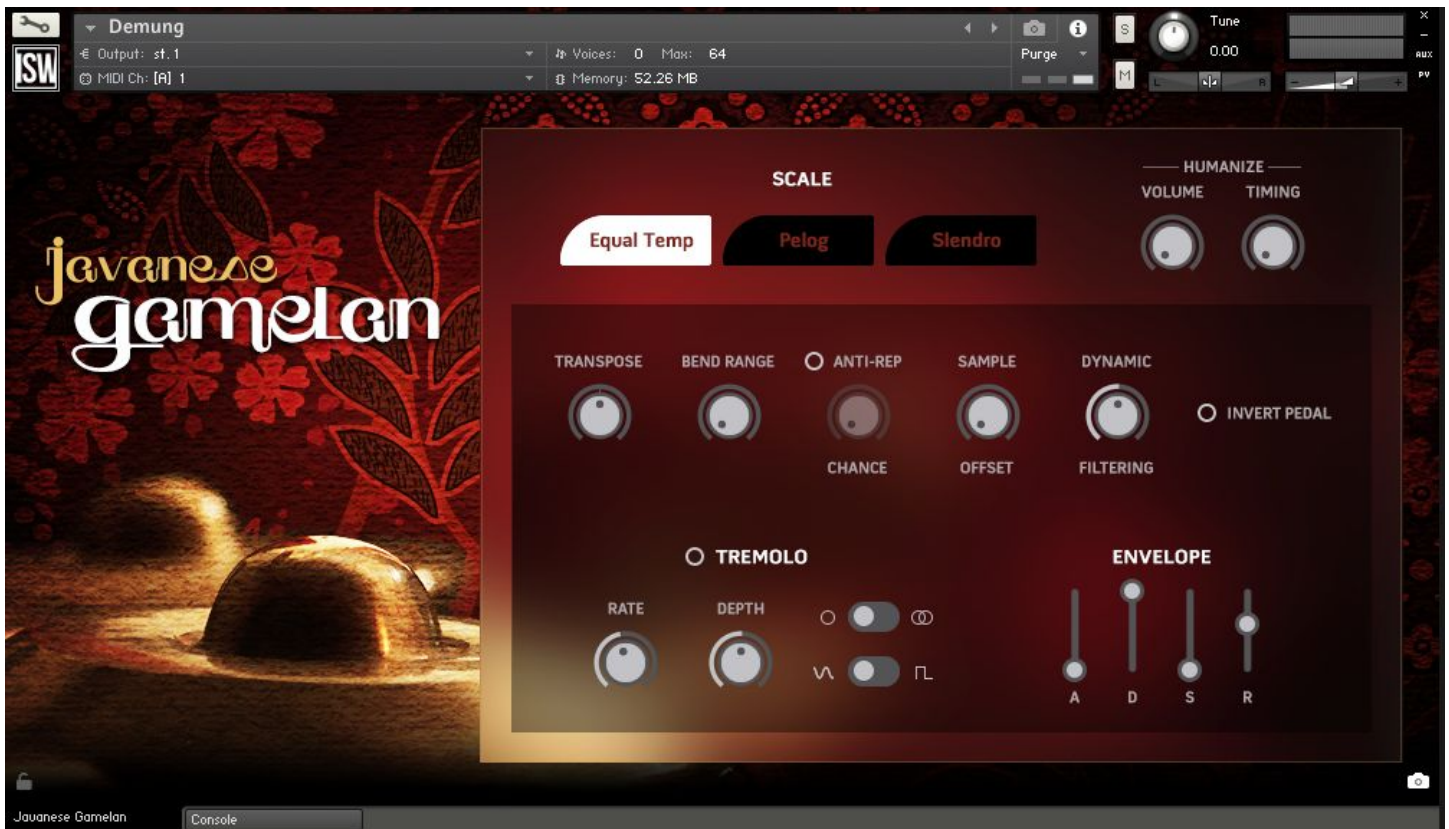 Demung
ISW
Output: st.1
Voices: 0 Max: 64
Purge
MIDI Ch: [A] 1
Memory: 52.26 MB
S
M
Tune
0.00
L R
- +
×
–
AUX
PV
javanese
gamelan
SCALE
Equal Temp Pelog Slendro
HUMANIZE
VOLUME TIMING
TRANSPOSE BEND RANGE ANTI-REP SAMPLE DYNAMIC
INVERT PEDAL
CHANCE OFFSET FILTERING
TREMOLO
RATE DEPTH
ENVELOPE
A D S R
Javanese Gamelan
Console